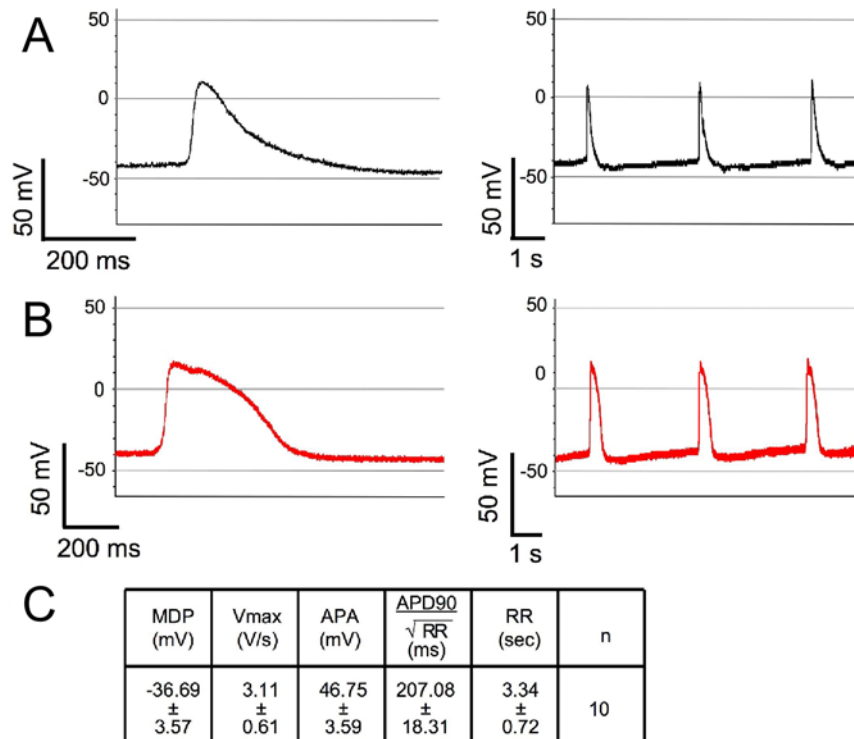 A
50
0
-50
50 mV
200 ms
50
0
-50
50 mV
1 s
B
50
0
-50
50 mV
200 ms
50
0
-50
50 mV
1 s
C
MDP
(mV)
Vmax
(V/s)
APA
(mV)
APD90
√ RR
(ms)
RR
(sec)
n
-36.69
±
3.57
3.11
±
0.61
46.75
±
3.59
207.08
±
18.31
3.34
±
0.72
10